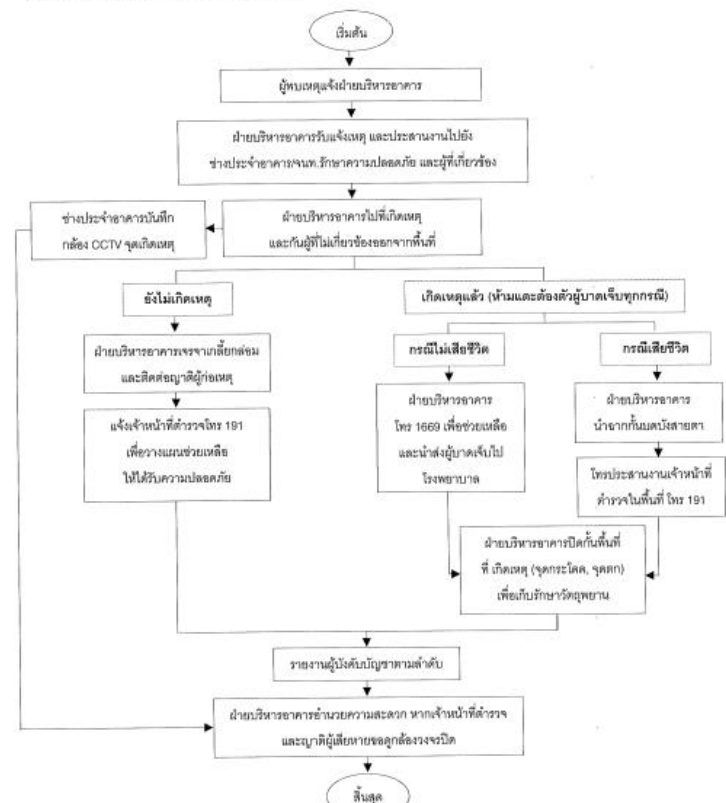 เริ่มต้น
ผู้พบเหตุแจ้งฝ่ายบริหารอาคาร
ฝ่ายบริหารอาคารรับแจ้งเหตุ และประสานงานไปยัง
ช่างประจำอาคาร/จนท.รักษาความปลอดภัย และผู้ที่เกี่ยวข้อง
ช่างประจำอาคารบันทึก
กล้อง CCTV จุดเกิดเหตุ
ฝ่ายบริหารอาคารไปที่เกิดเหตุ
และกันผู้ที่ไม่เกี่ยวข้องออกจากพื้นที่
ยังไม่เกิดเหตุ
เกิดเหตุแล้ว (ห้ามแตะต้องตัวผู้บาดเจ็บทุกกรณี)
ฝ่ายบริหารอาคารเจรจาเกลี้ยกล่อม
และติดต่อญาติผู้ก่อเหตุ
แจ้งเจ้าหน้าที่ตำรวจโทร 191
เพื่อวางแผนช่วยเหลือ
ให้ได้รับความปลอดภัย
กรณีไม่เสียชีวิต
ฝ่ายบริหารอาคาร
โทร 1669 เพื่อช่วยเหลือ
และนำส่งผู้บาดเจ็บไป
โรงพยาบาล
กรณีเสียชีวิต
ฝ่ายบริหารอาคาร
นำฉากกั้นบดบังสายตา
โทรประสานงานเจ้าหน้าที่
ตำรวจในพื้นที่ โทร 191
ฝ่ายบริหารอาคารปิดกั้นพื้นที่
ที่ เกิดเหตุ (จุดกระโดด, จุดตก)
เพื่อเก็บรักษาวัตถุพยาน
รายงานผู้บังคับบัญชาตามลำดับ
ฝ่ายบริหารอาคารอำนวยความสะดวก หากเจ้าหน้าที่ตำรวจ
และญาติผู้เสียหายขอดูกล้องวงจรปิด
สิ้นสุด